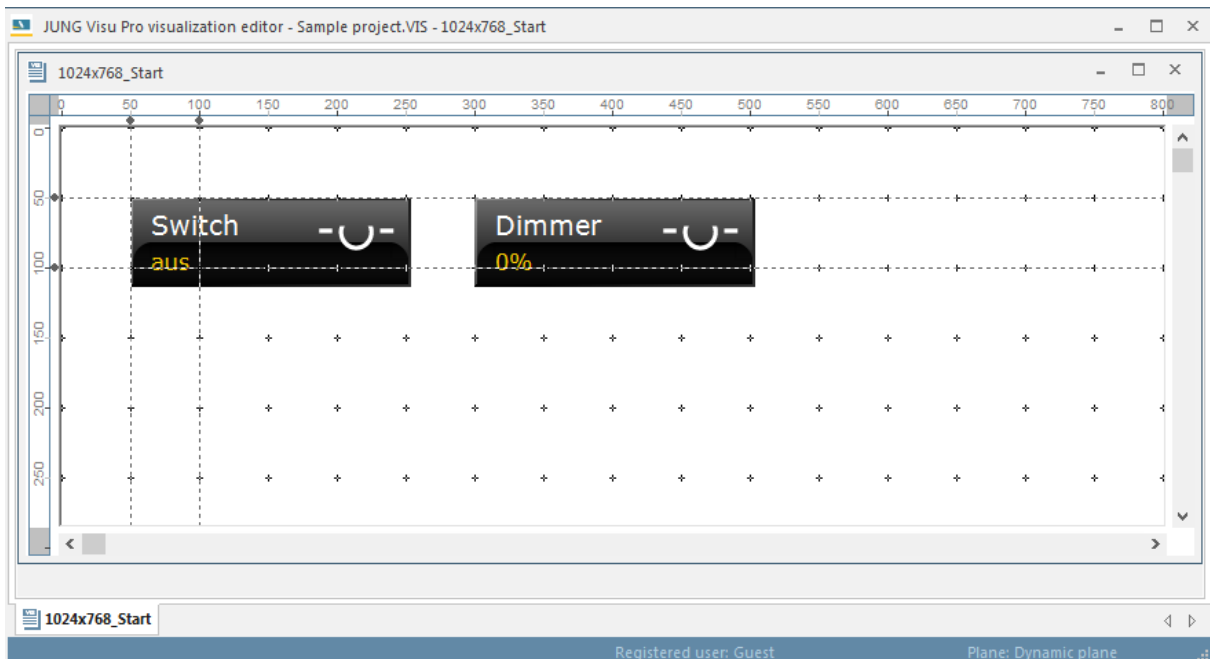 JUNG Visu Pro visualization editor - Sample project.VIS - 1024x768_Start
1024x768_Start
0 50 100 150 200 250 300 350 400 450 500 550 600 650 700 750 800
0
50
Switch
Dimmer
100
aus
0%
150
200
250
1024x768_Start
Registered user: Guest
Plane: Dynamic plane